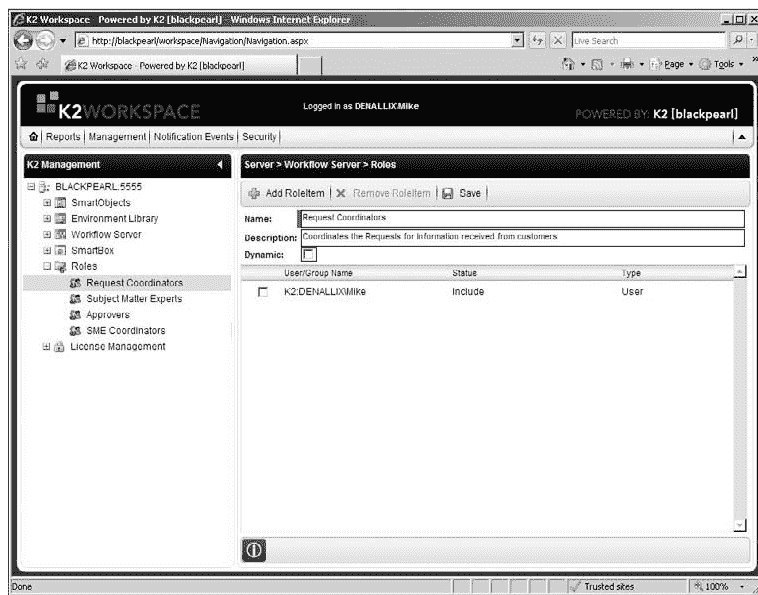 K2 Workspace - Powered by K2 [blackpearl] - Windows Internet Explorer
http://blackpearl/workspace/Navigation/Navigation.aspx
Live Search
K2 Workspace - Powered by K2 [blackpearl]
Page
Tools
K2WORKSPACE
Logged in as DENALLIX\Mike
POWERED BY K2 [blackpearl]
Reports
Management
Notification Events
Security
K2 Management
Server > Workflow Server > Roles
BLACKPEARL:5555
SmartObjects
Environment Library
Workflow Server
SmartBox
Roles
Request Coordinators
Subject Matter Experts
Approvers
SME Coordinators
License Management
Add RoleItem
Remove RoleItem
Save
Name: Request Coordinators
Description: Coordinates the Requests for Information received from customers
Dynamic:
User/Group Name Status Type
K2:DENALLIX\Mike Include User
Done
Trusted sites
100%